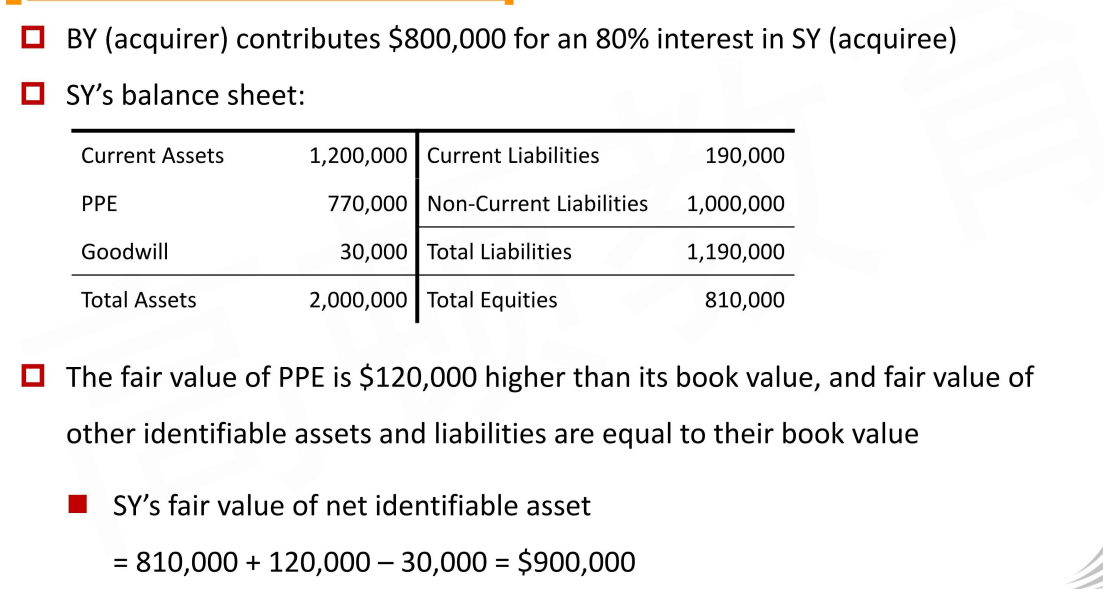 BY (acquirer) contributes $800,000 for an 80% interest in SY (acquiree)
SY’s balance sheet:
Current Assets 1,200,000 Current Liabilities 190,000
PPE 770,000 Non-Current Liabilities 1,000,000
Goodwill 30,000 Total Liabilities 1,190,000
Total Assets 2,000,000 Total Equities 810,000
The fair value of PPE is $120,000 higher than its book value, and fair value of
other identifiable assets and liabilities are equal to their book value
SY’s fair value of net identifiable asset
= 810,000 + 120,000 – 30,000 = $900,000